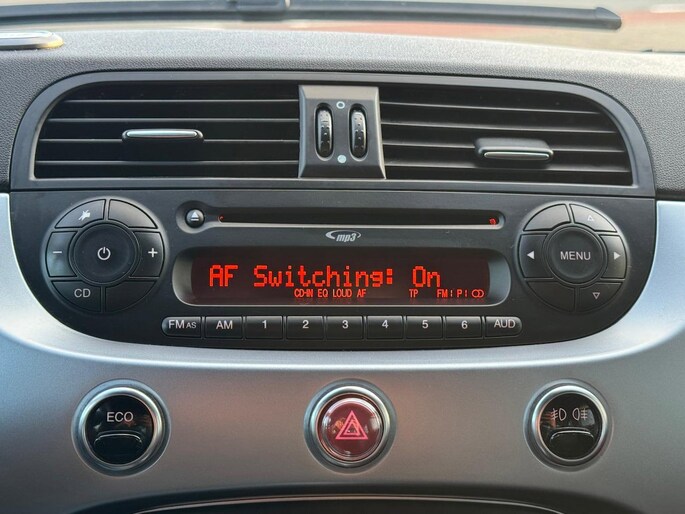 mp3
AF Switching: On
CD-IN EQ LOUD AF TP FM I P I CD
MENU
CD
FM AS AM 1 2 3 4 5 6 AUD
ECO